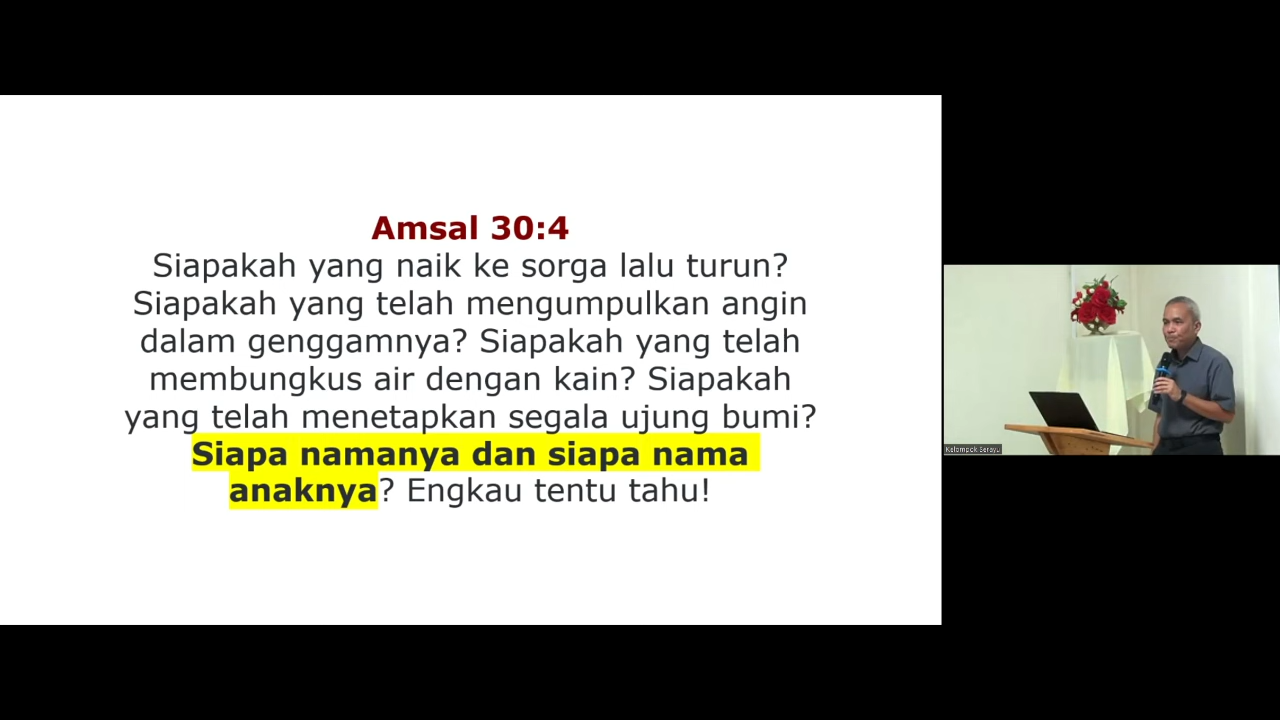 Amsal 30:4
Siapakah yang naik ke sorga lalu turun?
Siapakah yang telah mengumpulkan angin
dalam genggamnya? Siapakah yang telah
membungkus air dengan kain? Siapakah
yang telah menetapkan segala ujung bumi?
Siapa namanya dan siapa nama
anaknya? Engkau tentu tahu!
Kelompok Serayu